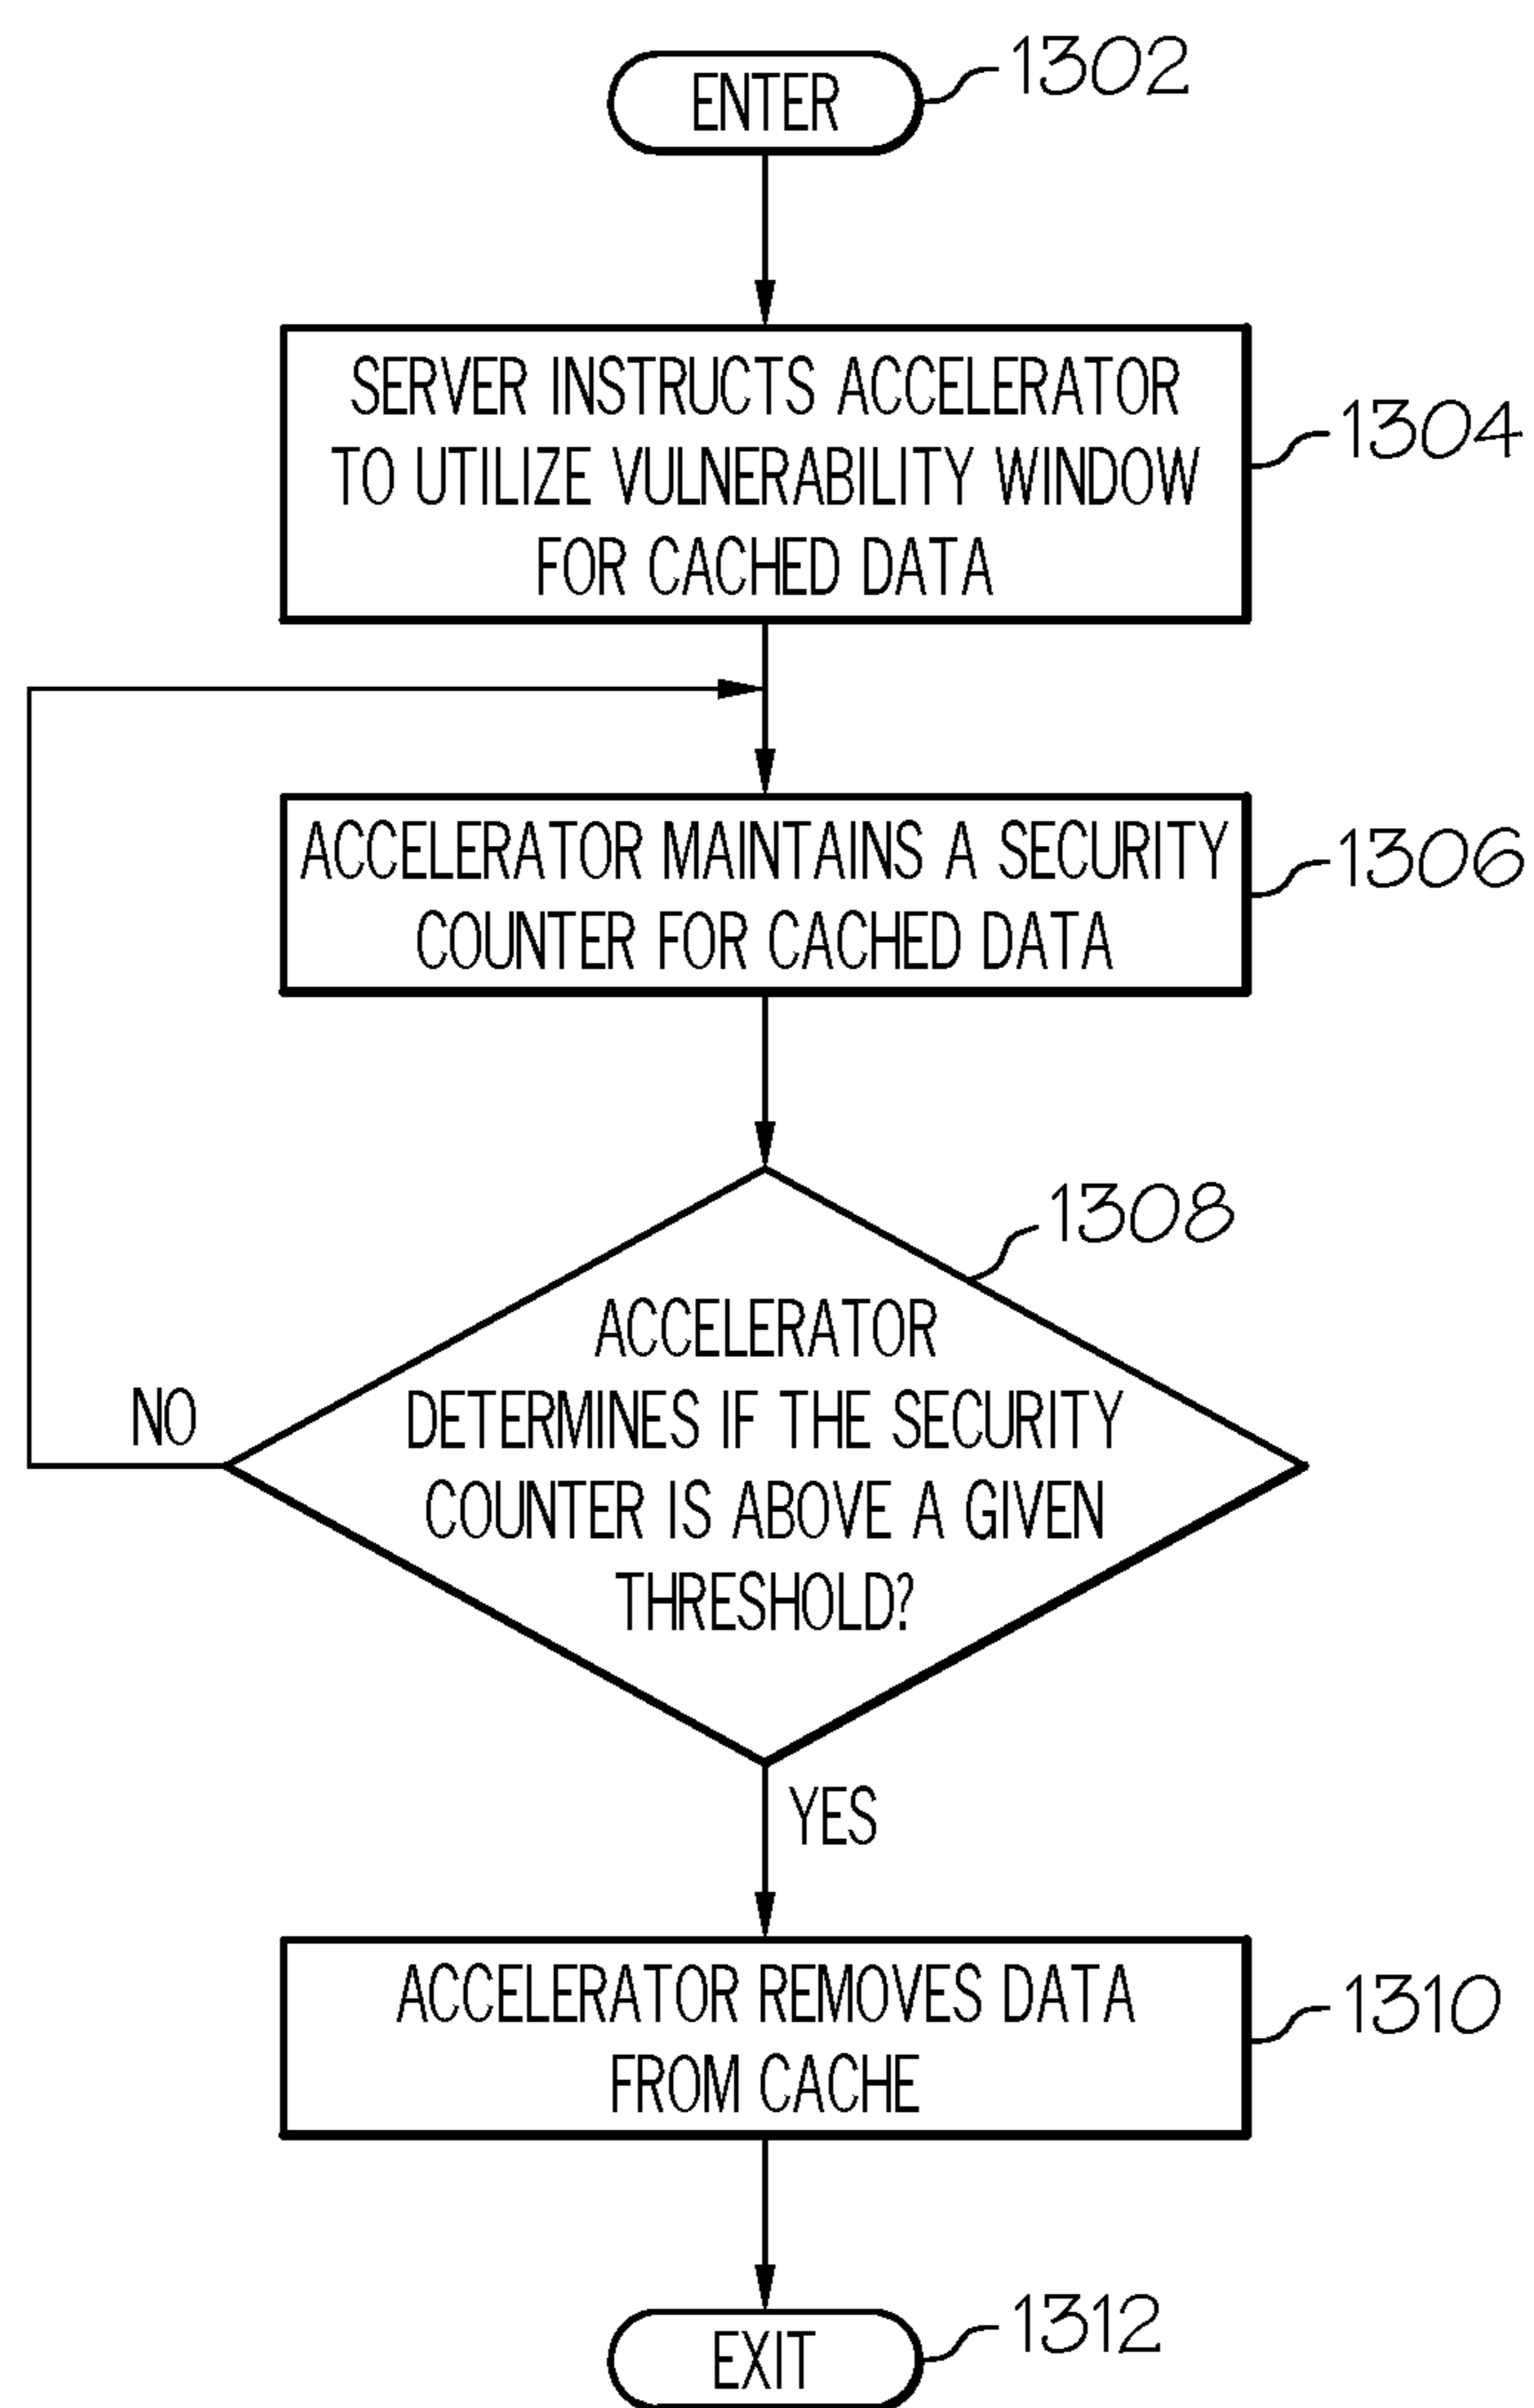 ENTER
1302
SERVER INSTRUCTS ACCELERATOR
TO UTILIZE VULNERABILITY WINDOW
FOR CACHED DATA
1304
ACCELERATOR MAINTAINS A SECURITY
COUNTER FOR CACHED DATA
1306
1308
ACCELERATOR
DETERMINES IF THE SECURITY
COUNTER IS ABOVE A GIVEN
THRESHOLD?
NO
YES
ACCELERATOR REMOVES DATA
FROM CACHE
1310
EXIT
1312